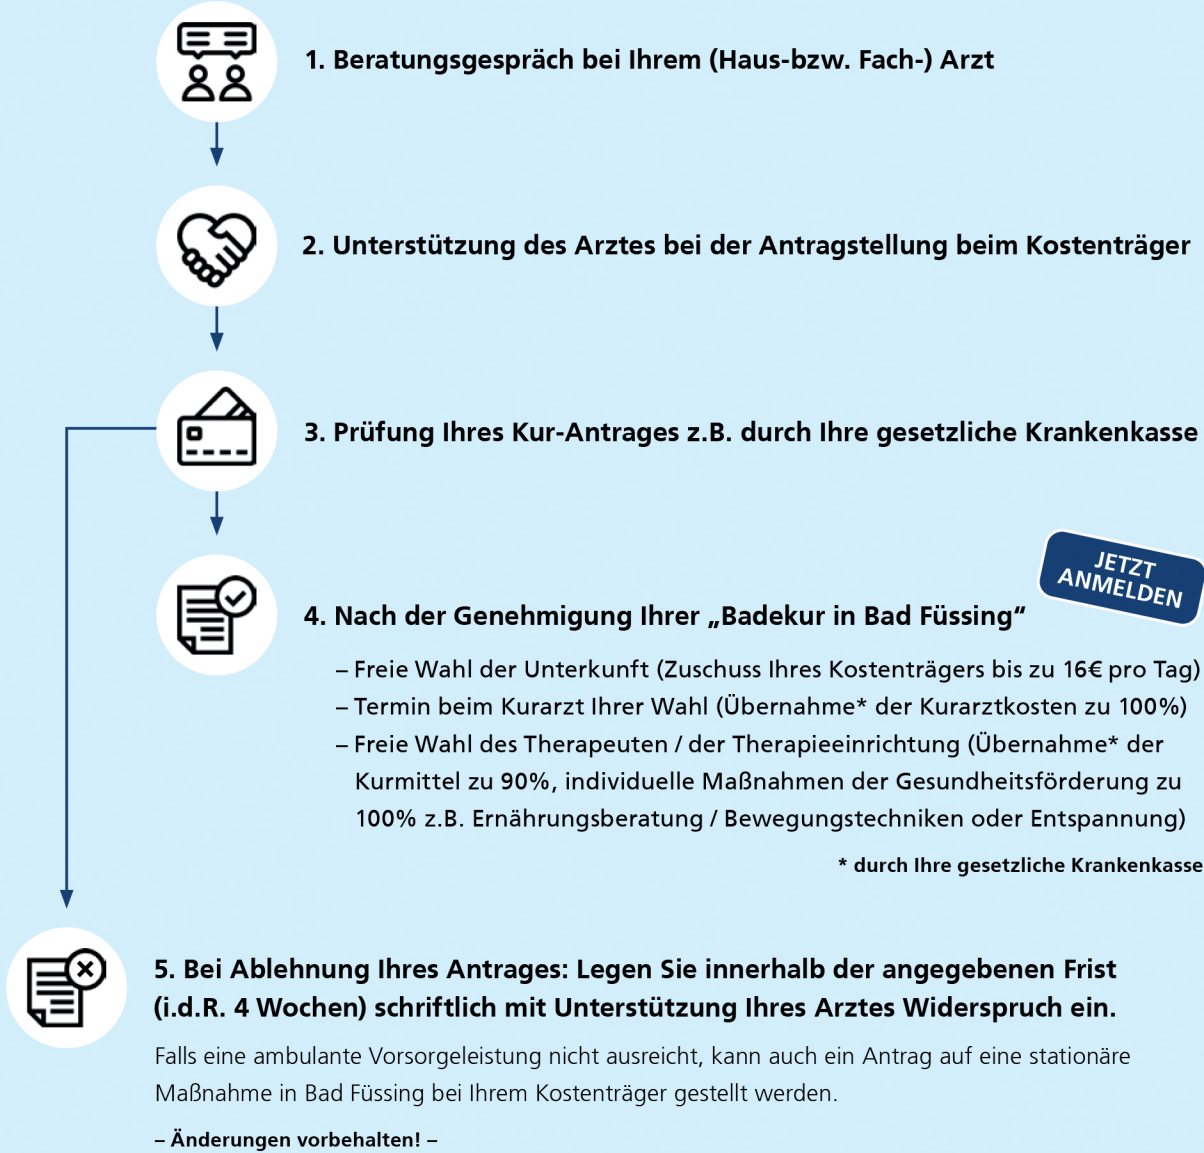 1. Beratungsgespräch bei Ihrem (Haus-bzw. Fach-) Arzt
2. Unterstützung des Arztes bei der Antragstellung beim Kostenträger
3. Prüfung Ihres Kur-Antrages z.B. durch Ihre gesetzliche Krankenkasse
JETZT
ANMELDEN
4. Nach der Genehmigung Ihrer „Badekur in Bad Füssing“
– Freie Wahl der Unterkunft (Zuschuss Ihres Kostenträgers bis zu 16€ pro Tag)
– Termin beim Kurarzt Ihrer Wahl (Übernahme* der Kurarztkosten zu 100%)
– Freie Wahl des Therapeuten / der Therapieeinrichtung (Übernahme* der
Kurmittel zu 90%, individuelle Maßnahmen der Gesundheitsförderung zu
100% z.B. Ernährungsberatung / Bewegungstechniken oder Entspannung)
* durch Ihre gesetzliche Krankenkasse
5. Bei Ablehnung Ihres Antrages: Legen Sie innerhalb der angegebenen Frist
(i.d.R. 4 Wochen) schriftlich mit Unterstützung Ihres Arztes Widerspruch ein.
Falls eine ambulante Vorsorgeleistung nicht ausreicht, kann auch ein Antrag auf eine stationäre
Maßnahme in Bad Füssing bei Ihrem Kostenträger gestellt werden.
– Änderungen vorbehalten! –